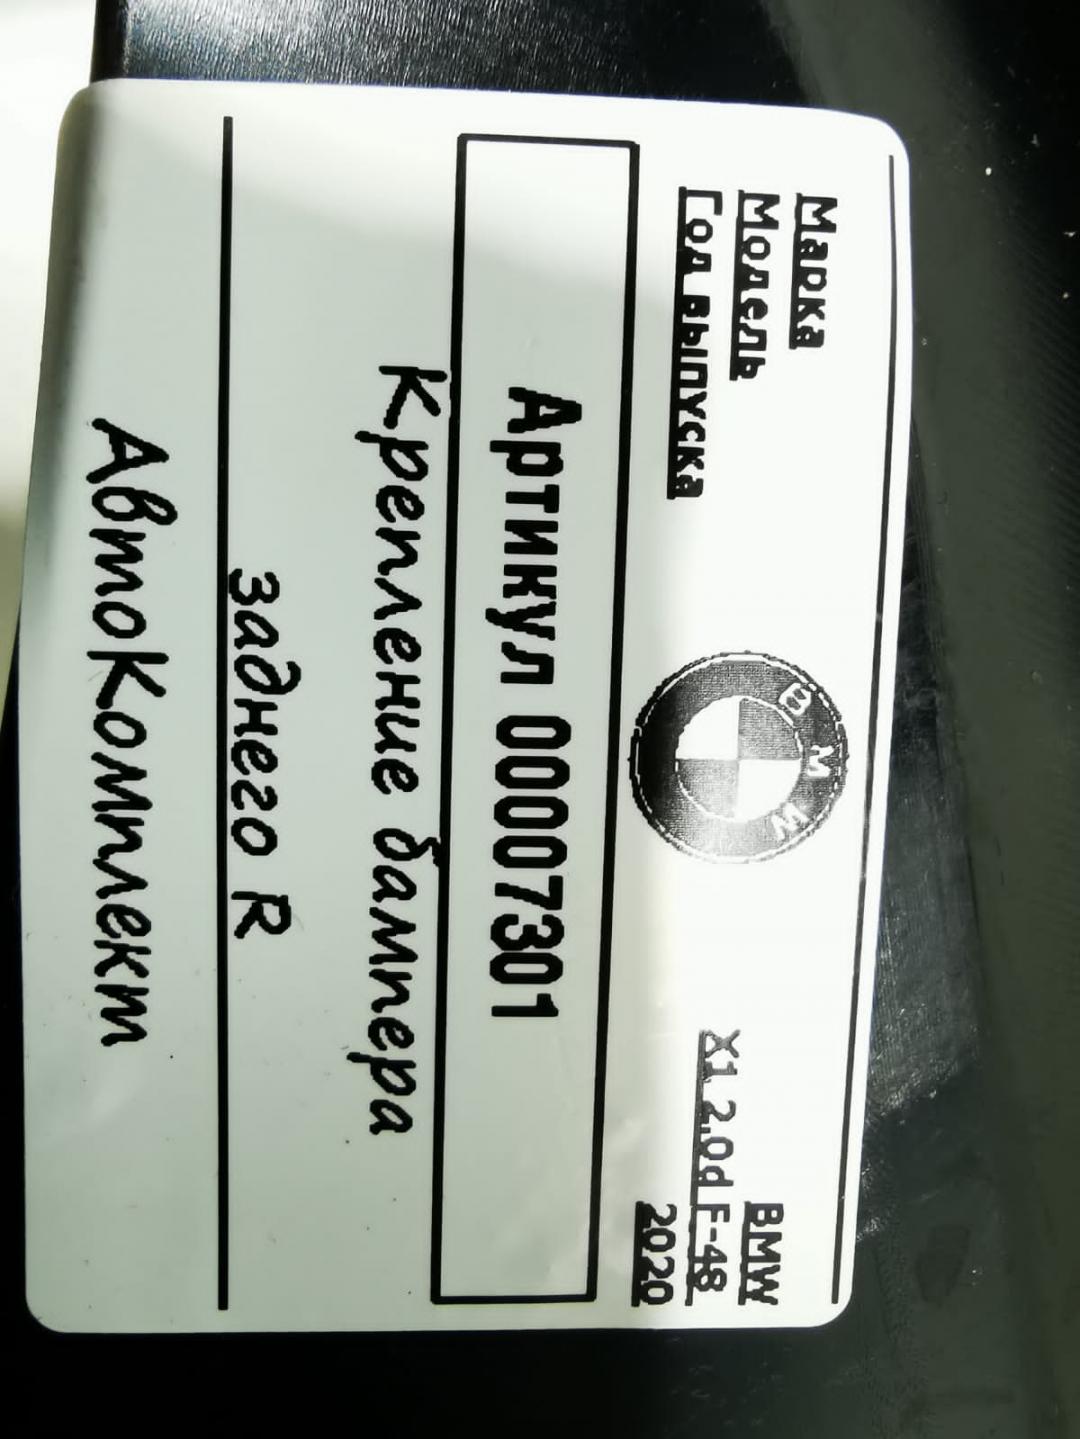 Марка BMW
Модель X1 2.0d F-48
Год выпуска 2020
BMW
Артикул 00007301
Крепление бампера
заднего R
АвтоКомплект